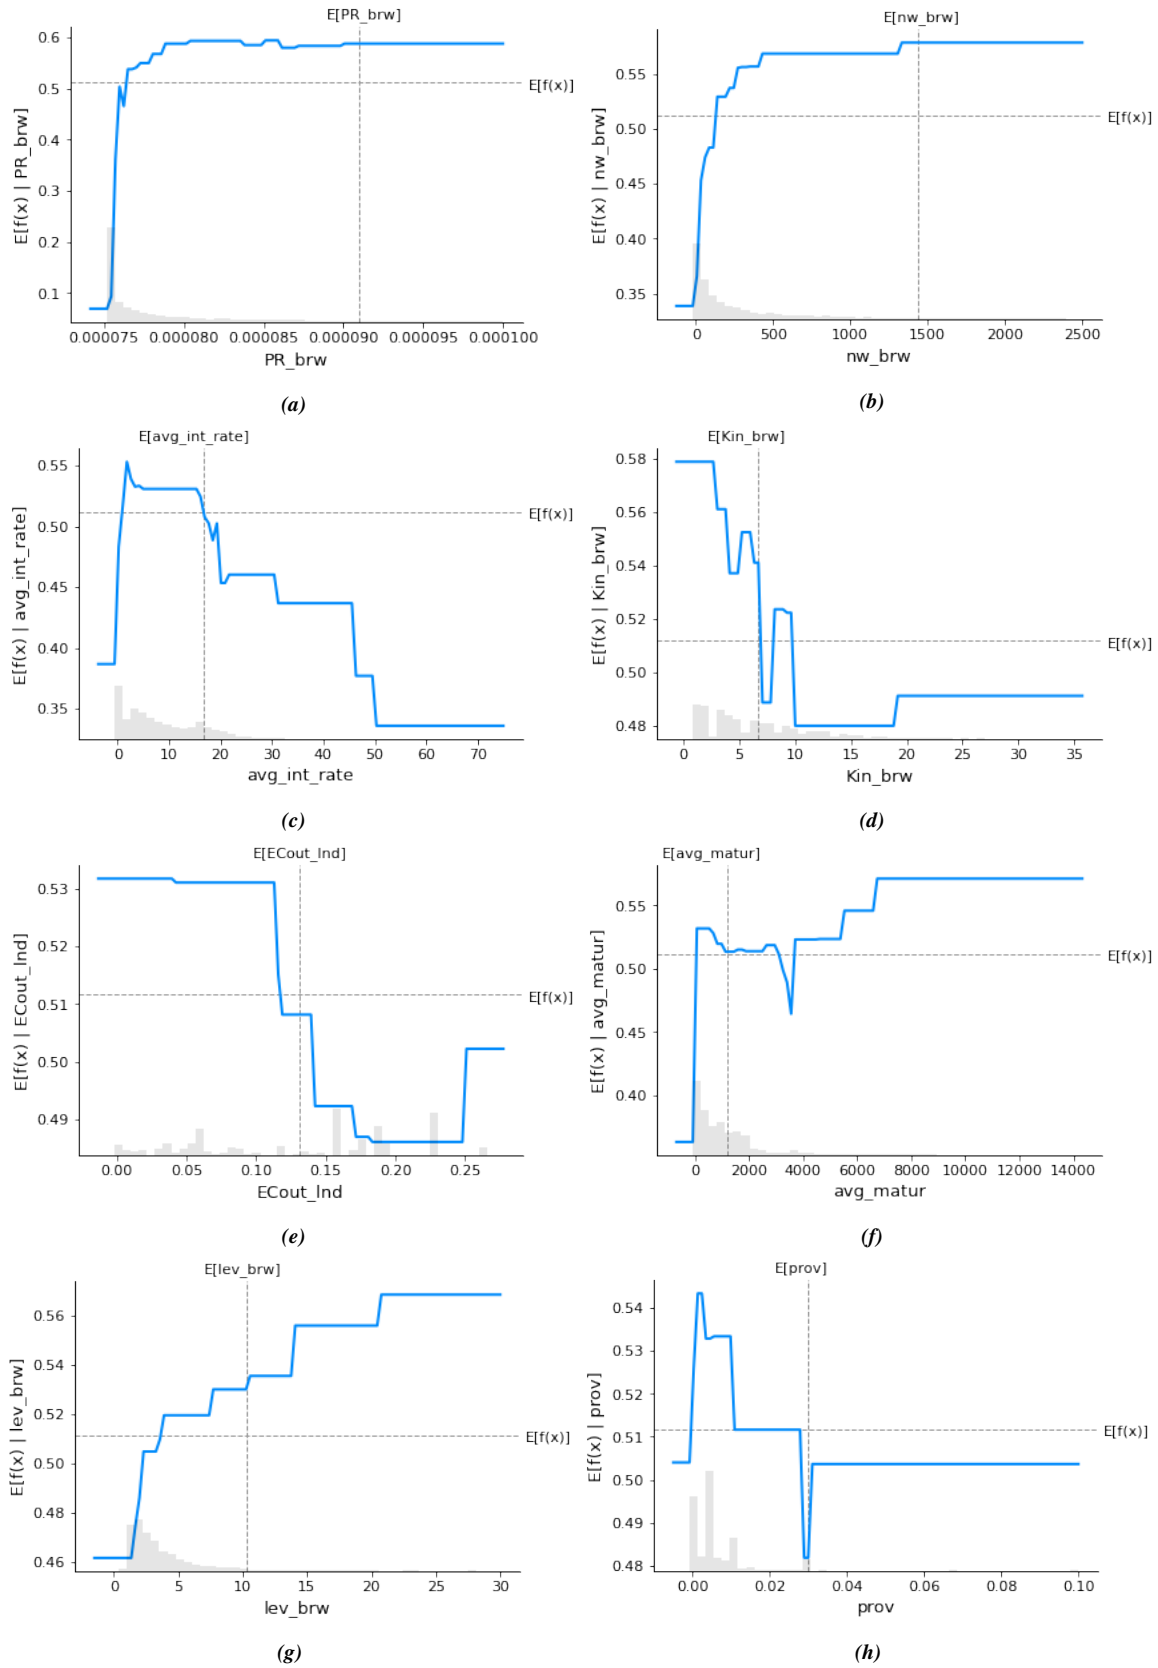 E[PR_brw]
0.6
0.5
0.4
0.3
0.2
0.1
E[f(x) | PR_brw]
E[f(x)]
0.000075 0.000080 0.000085 0.000090 0.000095 0.000100
PR_brw
(a)
E[nw_brw]
0.55
0.50
0.45
0.40
0.35
E[f(x) | nw_brw]
E[f(x)]
0 500 1000 1500 2000 2500
nw_brw
(b)
E[avg_int_rate]
0.55
0.50
0.45
0.40
0.35
E[f(x) | avg_int_rate]
E[f(x)]
0 10 20 30 40 50 60 70
avg_int_rate
(c)
E[Kin_brw]
0.58
0.56
0.54
0.52
0.50
0.48
E[f(x) | Kin_brw]
E[f(x)]
0 5 10 15 20 25 30 35
Kin_brw
(d)
E[ECout_lnd]
0.53
0.52
0.51
0.50
0.49
E[f(x) | ECout_lnd]
E[f(x)]
0.00 0.05 0.10 0.15 0.20 0.25
ECout_lnd
(e)
E[avg_matur]
0.55
0.50
0.45
0.40
E[f(x) | avg_matur]
E[f(x)]
0 2000 4000 6000 8000 10000 12000 14000
avg_matur
(f)
E[lev_brw]
0.56
0.54
0.52
0.50
0.48
0.46
E[f(x) | lev_brw]
E[f(x)]
0 5 10 15 20 25 30
lev_brw
(g)
E[prov]
0.54
0.53
0.52
0.51
0.50
0.49
0.48
E[f(x) | prov]
E[f(x)]
0.00 0.02 0.04 0.06 0.08 0.10
prov
(h)